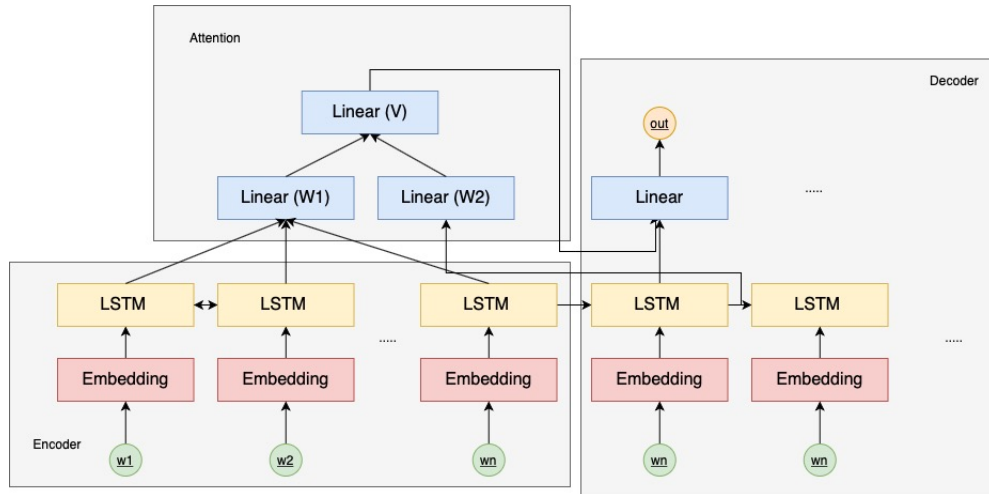 Attention
Decoder
Linear (V)
out
Linear (W1)
Linear (W2)
Linear
.....
LSTM
LSTM
LSTM
LSTM
LSTM
.....
.....
Embedding
Embedding
Embedding
Embedding
Embedding
Encoder
w1
w2
wn
wn
wn